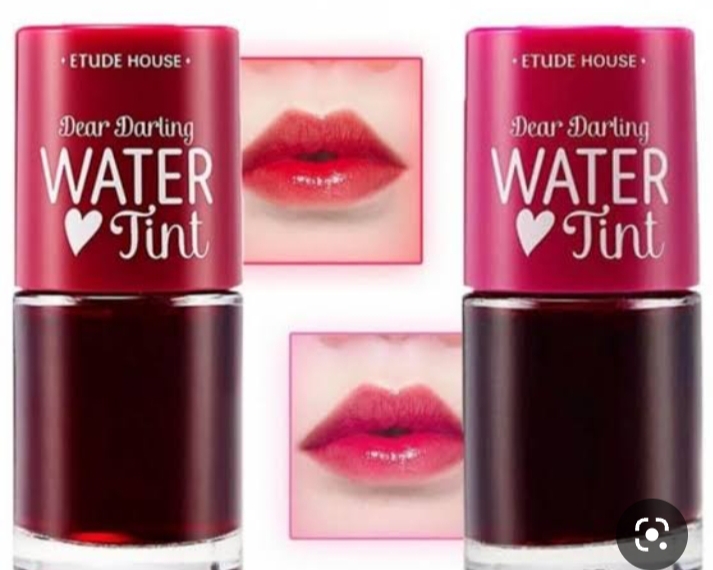 • ETUDE HOUSE •
Dear Darling
WATER
Tint
• ETUDE HOUSE •
Dear Darling
WATER
Tint